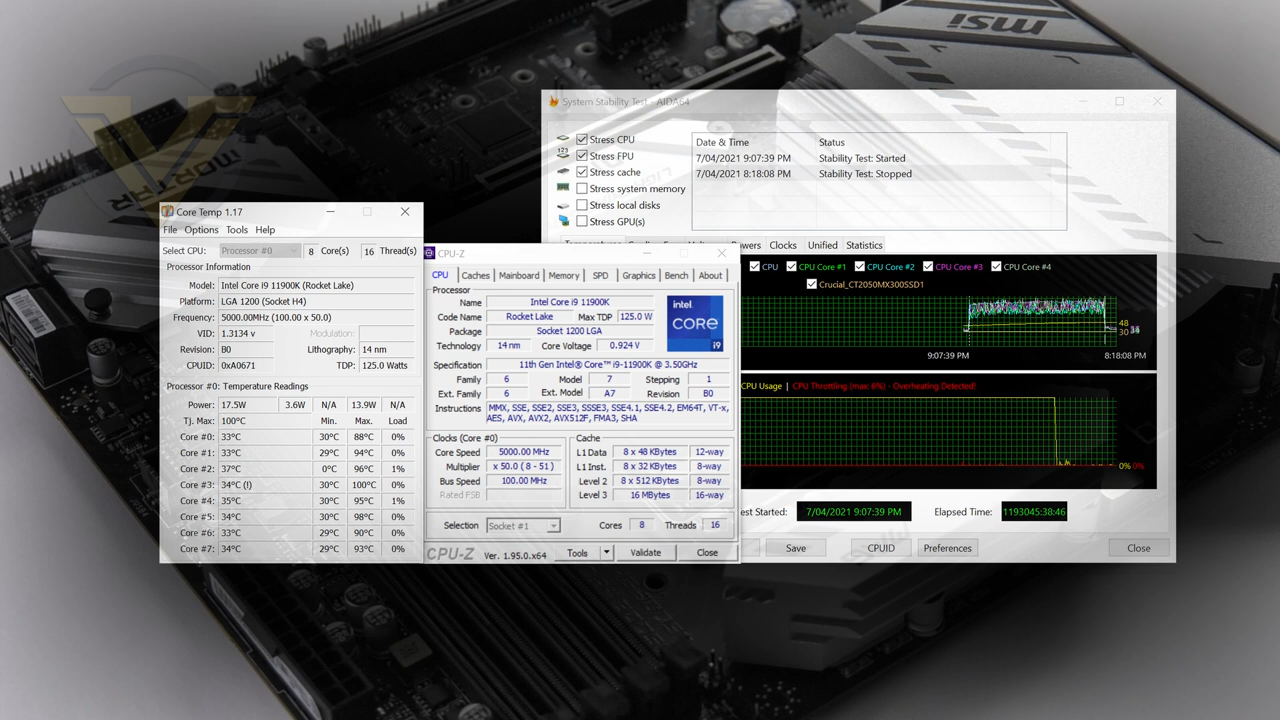 msi
MORTAR
V
Core Temp 1.17
File Options Tools Help
Select CPU: Processor #0 8 Core(s) 16 Thread(s)
Processor Information
Model: Intel Core i9 11900K (Rocket Lake)
Platform: LGA 1200 (Socket H4)
Frequency: 5000.00MHz (100.00 x 50.0)
VID: 1.3134 v Modulation:
Revision: B0 Lithography: 14 nm
CPUID: 0xA0671 TDP: 125.0 Watts
Processor #0: Temperature Readings
Power: 17.5W 3.6W N/A 13.9W N/A
Tj. Max: 100°C Min. Max. Load
Core #0: 33°C 30°C 88°C 0%
Core #1: 33°C 29°C 94°C 0%
Core #2: 37°C 0°C 96°C 1%
Core #3: 34°C (!) 30°C 100°C 0%
Core #4: 35°C 30°C 95°C 1%
Core #5: 34°C 30°C 98°C 0%
Core #6: 33°C 29°C 90°C 0%
Core #7: 34°C 29°C 93°C 0%
CPU-Z
CPU Caches Mainboard Memory SPD Graphics Bench About
Processor
Name Intel Core i9 11900K
Code Name Rocket Lake Max TDP 125.0 W
Package Socket 1200 LGA
Technology 14 nm Core Voltage 0.924 V
intel
CORE
i9
Specification 11th Gen Intel® Core™ i9-11900K @ 3.50GHz
Family 6 Model 7 Stepping 1
Ext. Family 6 Ext. Model A7 Revision B0
Instructions MMX, SSE, SSE2, SSE3, SSSE3, SSE4.1, SSE4.2, EM64T, VT-x,
AES, AVX, AVX2, AVX512F, FMA3, SHA
Clocks (Core #0) Cache
Core Speed 5000.00 MHz L1 Data 8 x 48 KBytes 12-way
Multiplier x 50.0 ( 8 - 51 ) L1 Inst. 8 x 32 KBytes 8-way
Bus Speed 100.00 MHz Level 2 8 x 512 KBytes 8-way
Rated FSB Level 3 16 MBytes 16-way
Selection Socket #1 Cores 8 Threads 16
CPU-Z Ver. 1.95.0.x64 Tools Validate Close
System Stability Test - AIDA64
Stress CPU
123
Stress FPU
Stress cache
Stress system memory
Stress local disks
Stress GPU(s)
Date & Time Status
7/04/2021 9:07:39 PM Stability Test: Started
7/04/2021 8:18:08 PM Stability Test: Stopped
Clocks Unified Statistics
CPU CPU Core #1 CPU Core #2 CPU Core #3 CPU Core #4
Crucial_CT2050MX300SSD1
48
30
9:07:39 PM 8:18:08 PM
CPU Usage | CPU Throttling (max: 6%) - Overheating Detected!
0% 0%
est Started: 7/04/2021 9:07:39 PM Elapsed Time: 1193045:38:46
Save CPUID Preferences Close